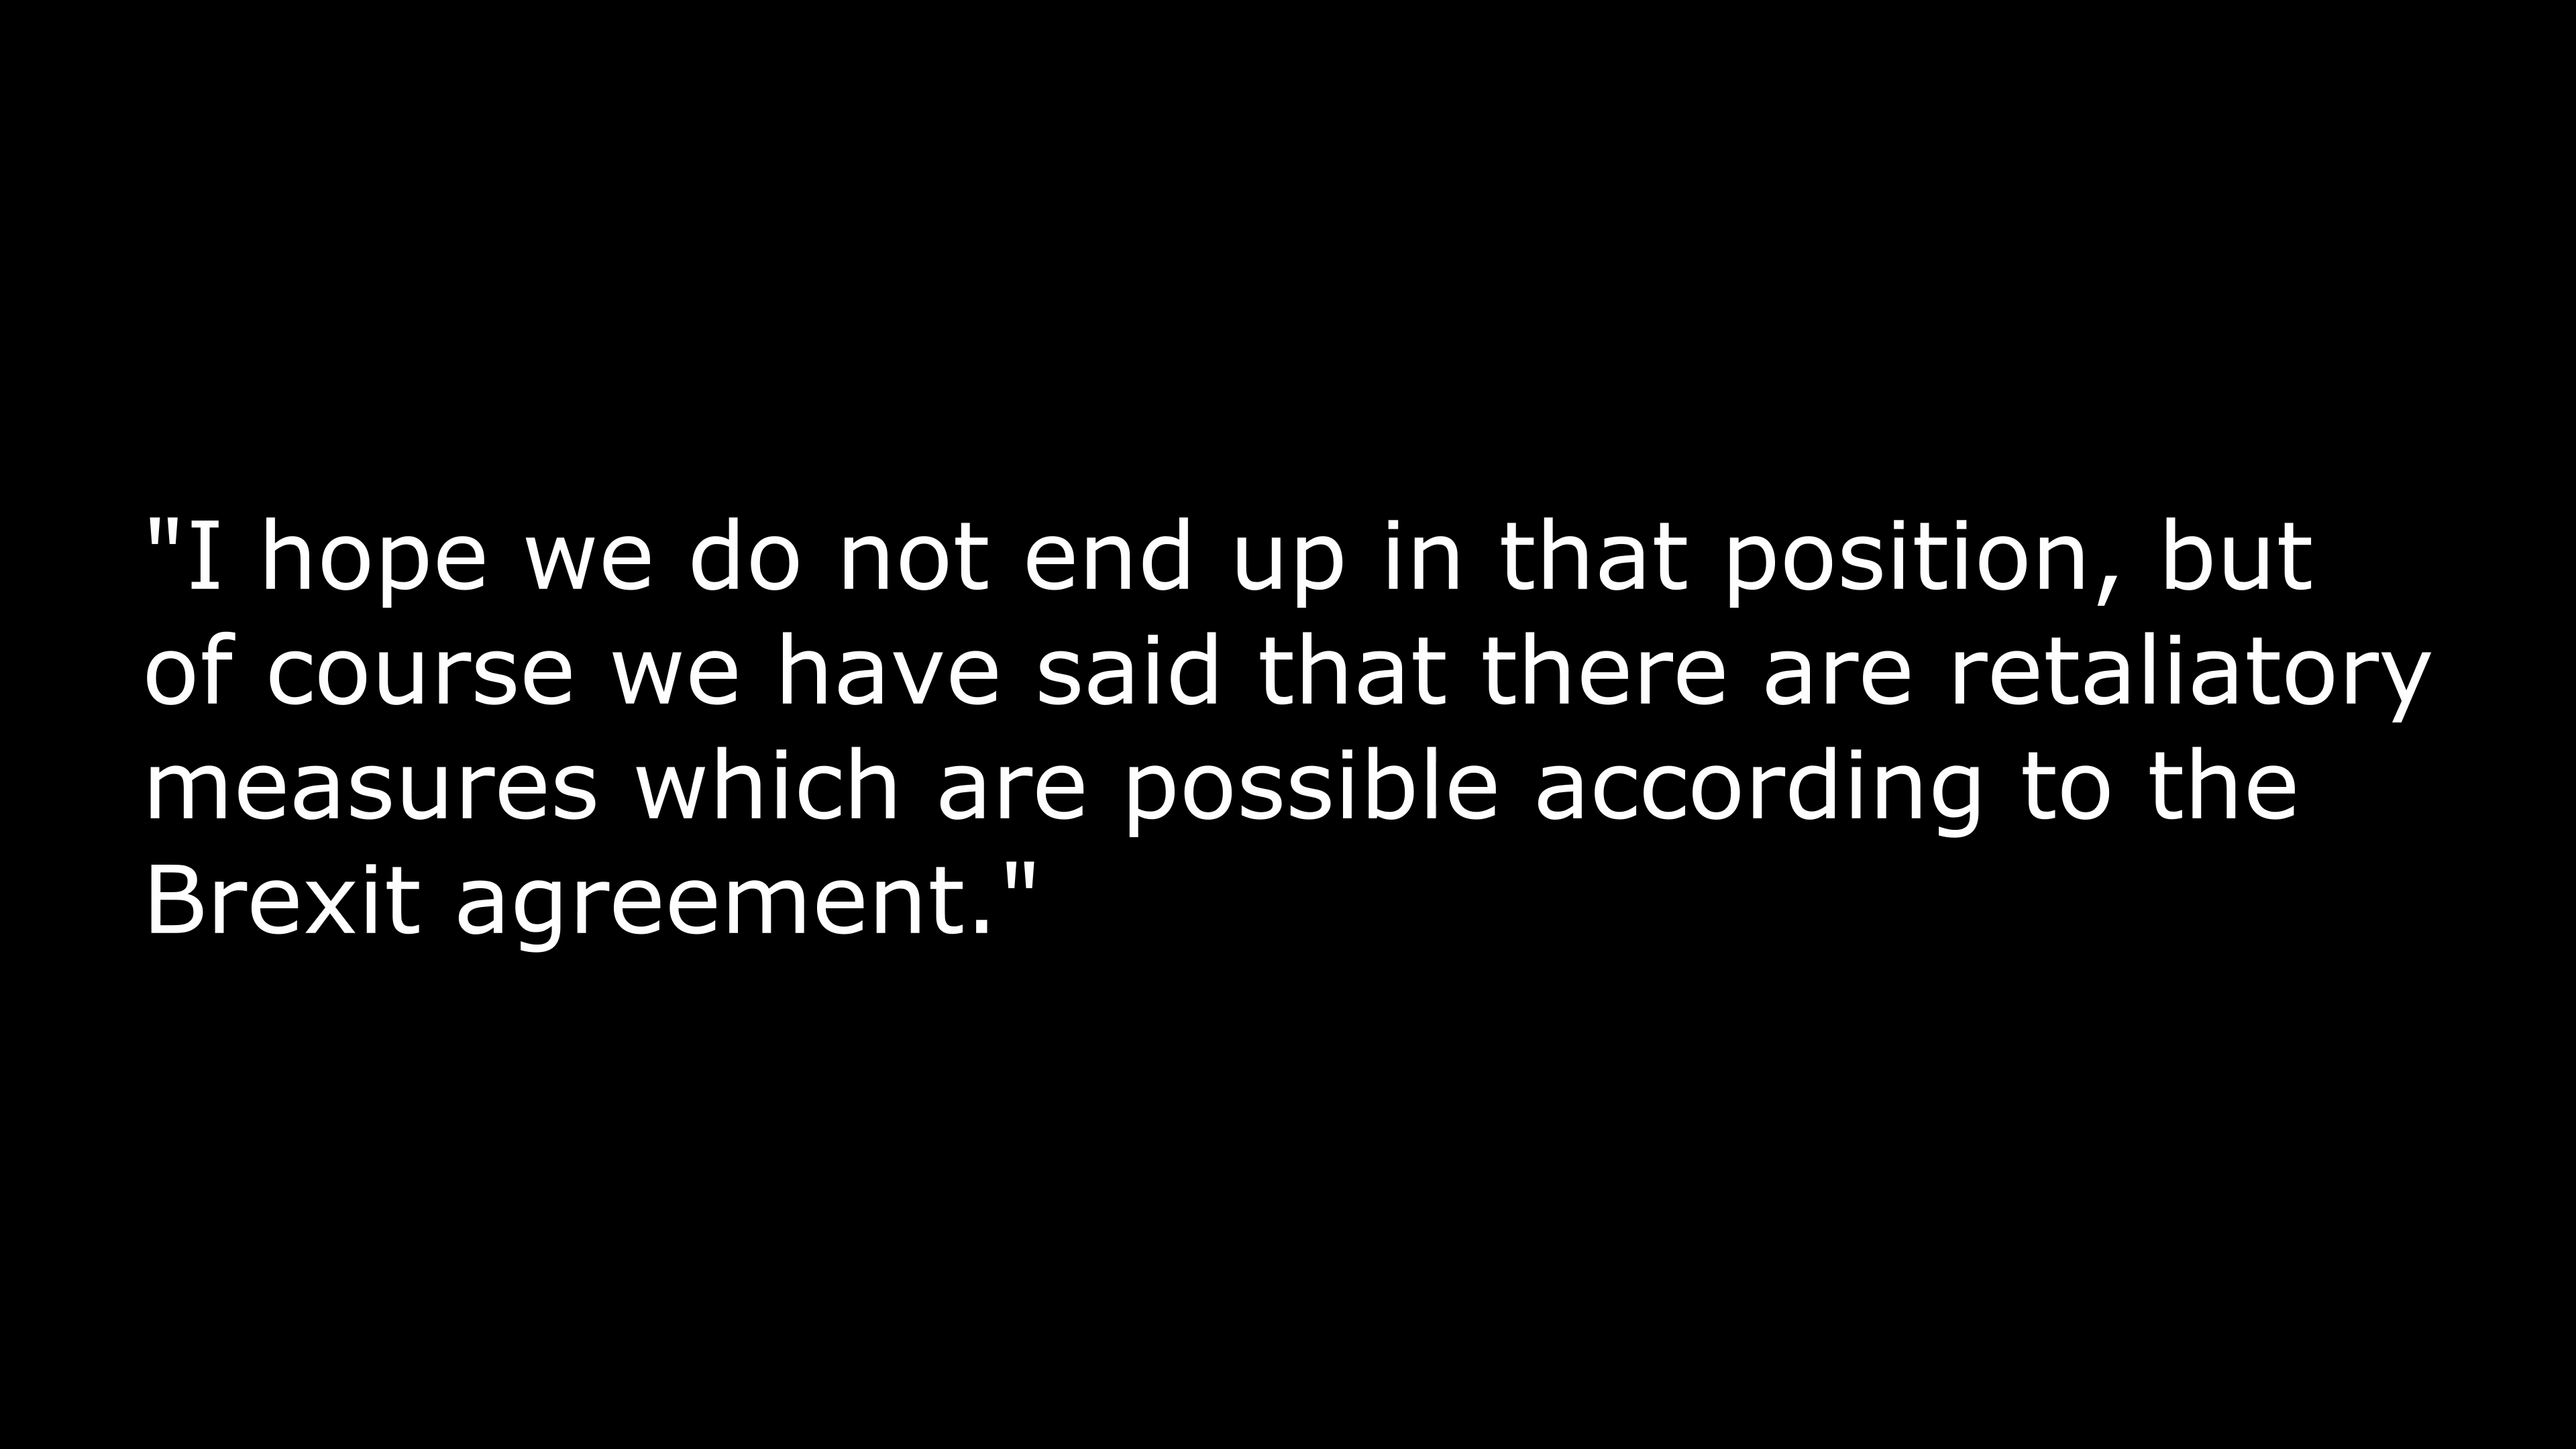 "I hope we do not end up in that position, but
of course we have said that there are retaliatory
measures which are possible according to the
Brexit agreement."